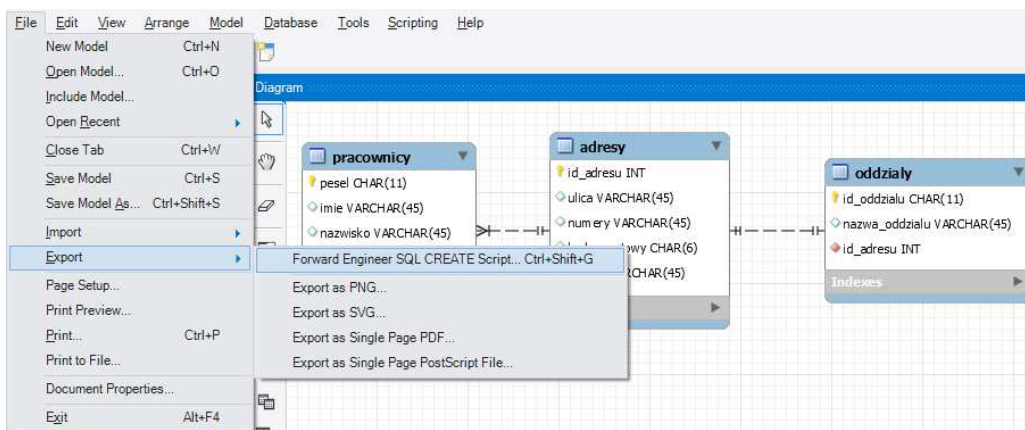 File Edit View Arrange Model Database Tools Scripting Help
New Model Ctrl+N
Open Model... Ctrl+O
Include Model...
Open Recent
Close Tab Ctrl+W
Save Model Ctrl+S
Save Model As... Ctrl+Shift+S
Import
Export
Page Setup...
Print Preview...
Print... Ctrl+P
Print to File...
Document Properties...
Exit Alt+F4
Forward Engineer SQL CREATE Script... Ctrl+Shift+G
Export as PNG...
Export as SVG...
Export as Single Page PDF...
Export as Single Page PostScript File...
Diagram
pracownicy
pesel CHAR(11)
imie VARCHAR(45)
nazwisko VARCHAR(45)
adresy
id_adresu INT
ulica VARCHAR(45)
numery VARCHAR(45)
CHAR(6)
oddzialy
id_oddzialu CHAR(11)
nazwa_oddzialu VARCHAR(45)
id_adresu INT
Indexes